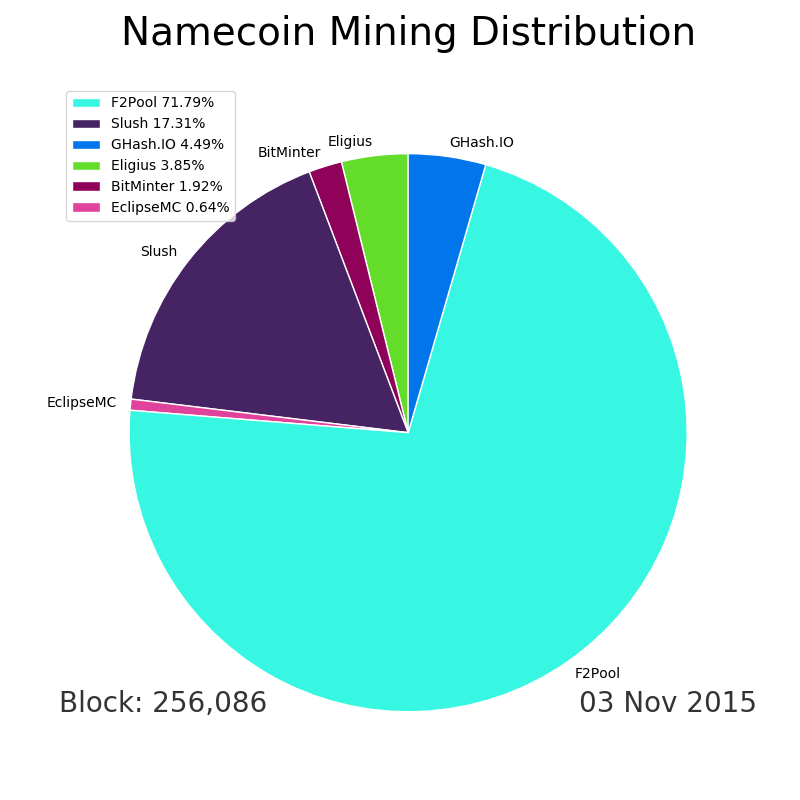 Namecoin Mining Distribution
F2Pool 71.79%
Slush 17.31%
GHash.IO 4.49%
Eligius 3.85%
BitMinter 1.92%
EclipseMC 0.64%
Eligius
GHash.IO
BitMinter
Slush
EclipseMC
F2Pool
Block: 256,086
03 Nov 2015